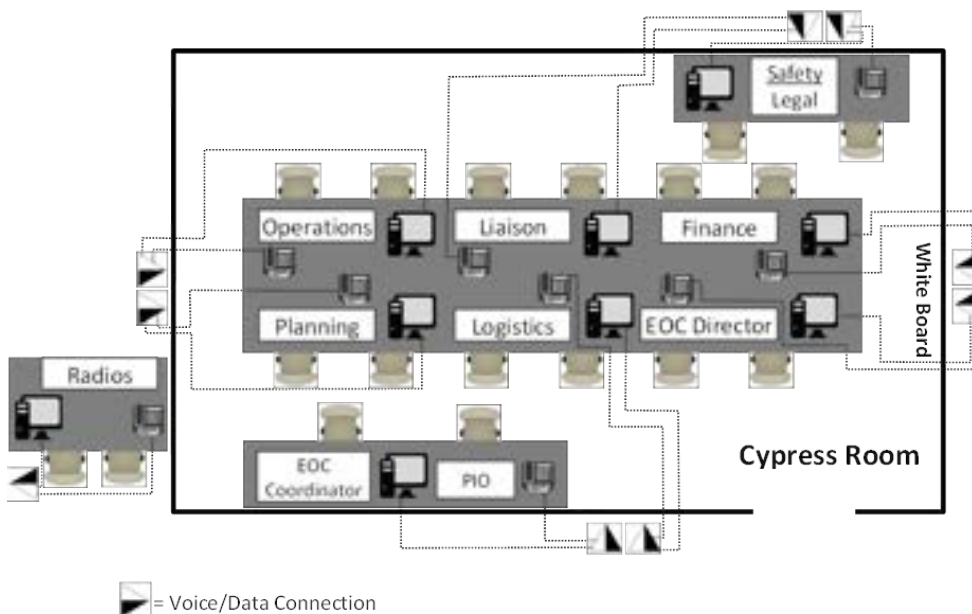 Safety
Legal
Operations
Liaison
Finance
White Board
Planning
Logistics
EOC Director
Radios
EOC
Coordinator
PIO
Cypress Room
= Voice/Data Connection